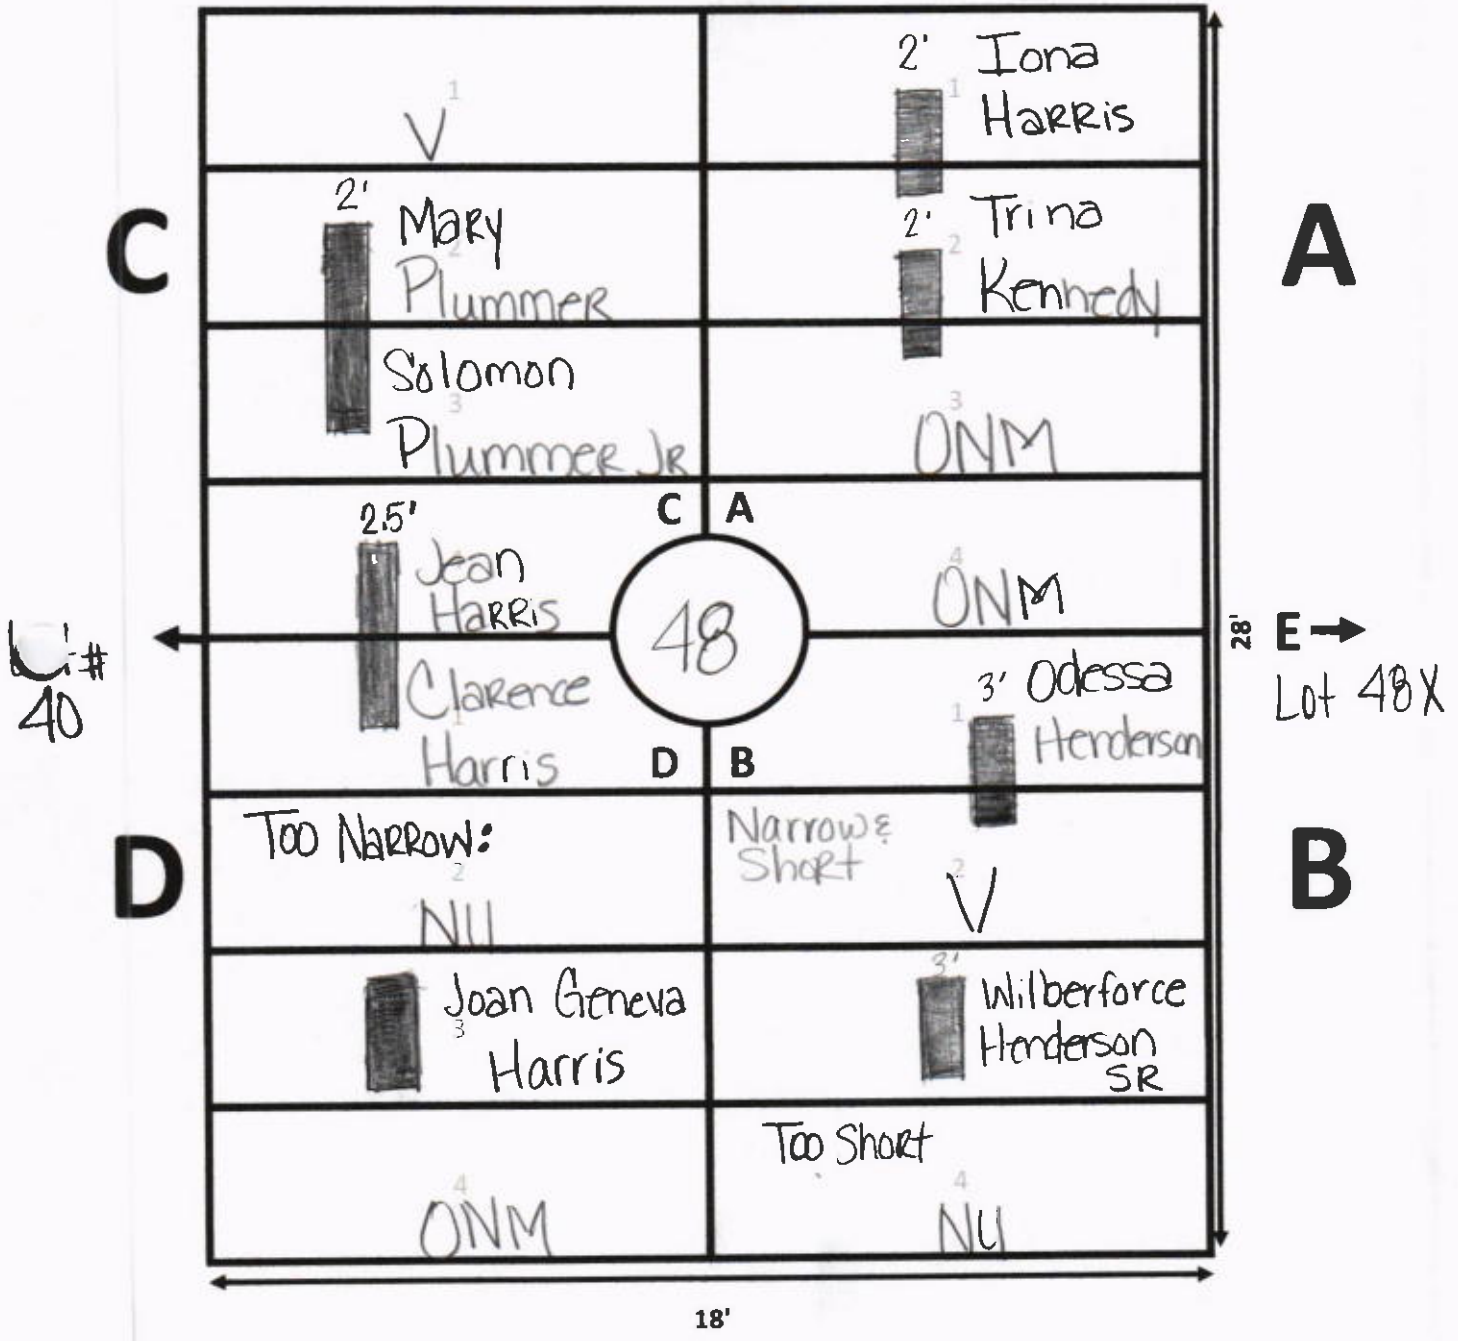 1
V
2' Iona
1
Harris
C
2' Mary
2
Plummer
2' Trina
2
Kennedy
A
Solomon
3
Plummer Jr
3
ONM
C A
2.5'
Jean
Harris
4
ONM
48
#
40
28'
E
Lot 48X
Clarence
1
Harris
3' Odessa
1
Henderson
D B
D
Too Narrow:
2
NU
Narrow &
Short
2
V
B
Joan Geneva
3
Harris
3'
Wilberforce
Henderson
SR
4
ONM
Too Short
4
NU
18'